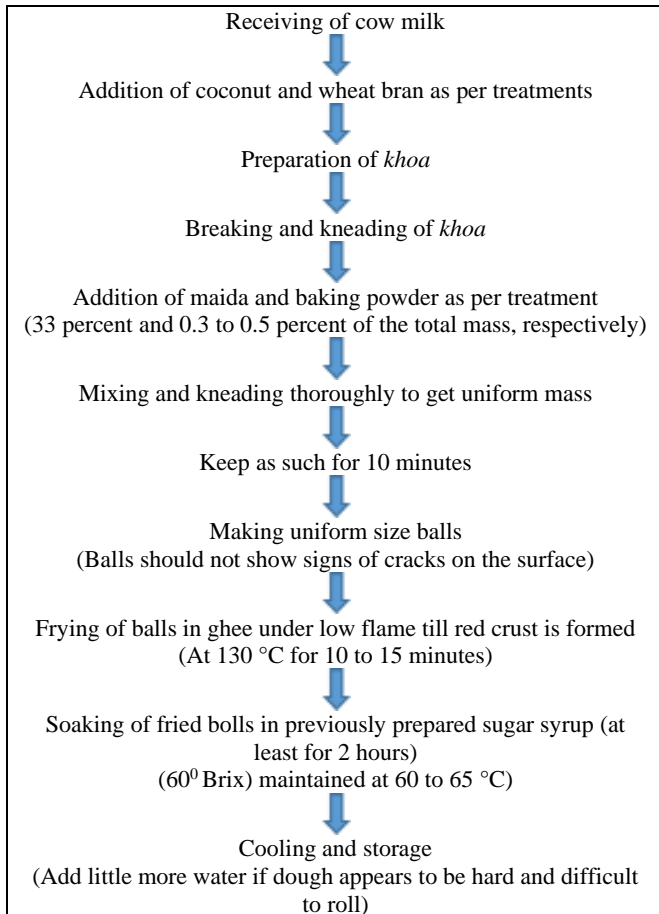 Receiving of cow milk
Addition of coconut and wheat bran as per treatments
Preparation of khoa
Breaking and kneading of khoa
Addition of maida and baking powder as per treatment
(33 percent and 0.3 to 0.5 percent of the total mass, respectively)
Mixing and kneading thoroughly to get uniform mass
Keep as such for 10 minutes
Making uniform size balls
(Balls should not show signs of cracks on the surface)
Frying of balls in ghee under low flame till red crust is formed
(At 130 °C for 10 to 15 minutes)
Soaking of fried bolls in previously prepared sugar syrup (at
least for 2 hours)
(60⁰ Brix) maintained at 60 to 65 °C)
Cooling and storage
(Add little more water if dough appears to be hard and difficult
to roll)